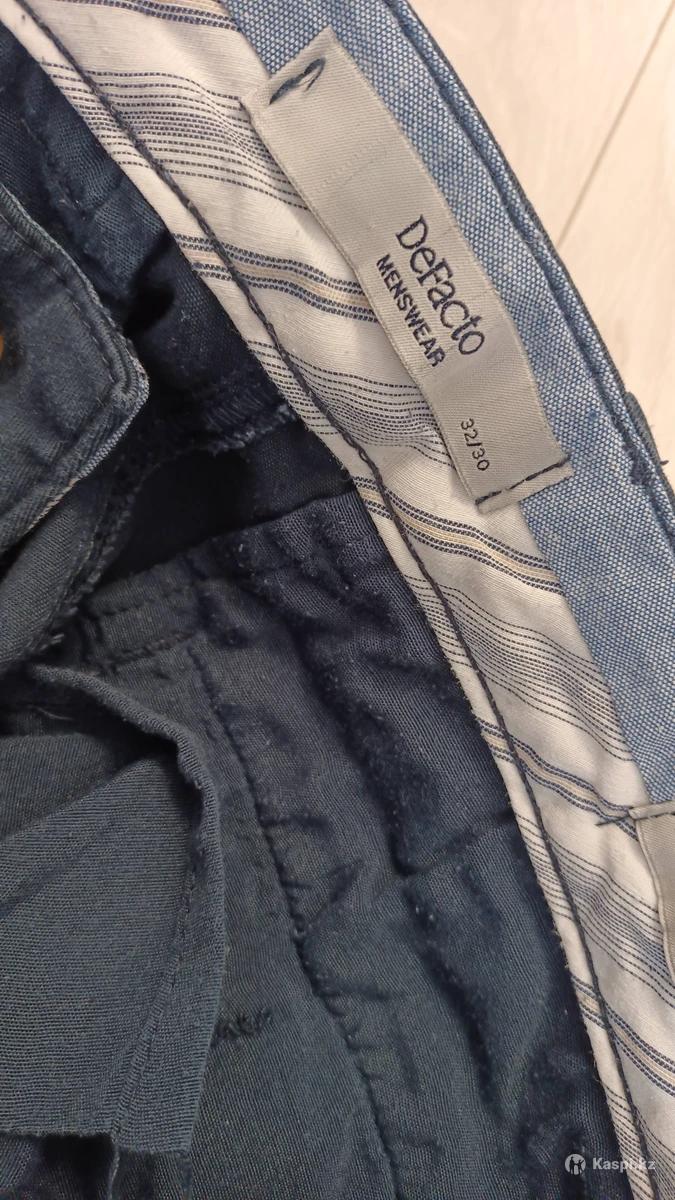 DeFacto
MENSWEAR
32/30
Kaspi.kz